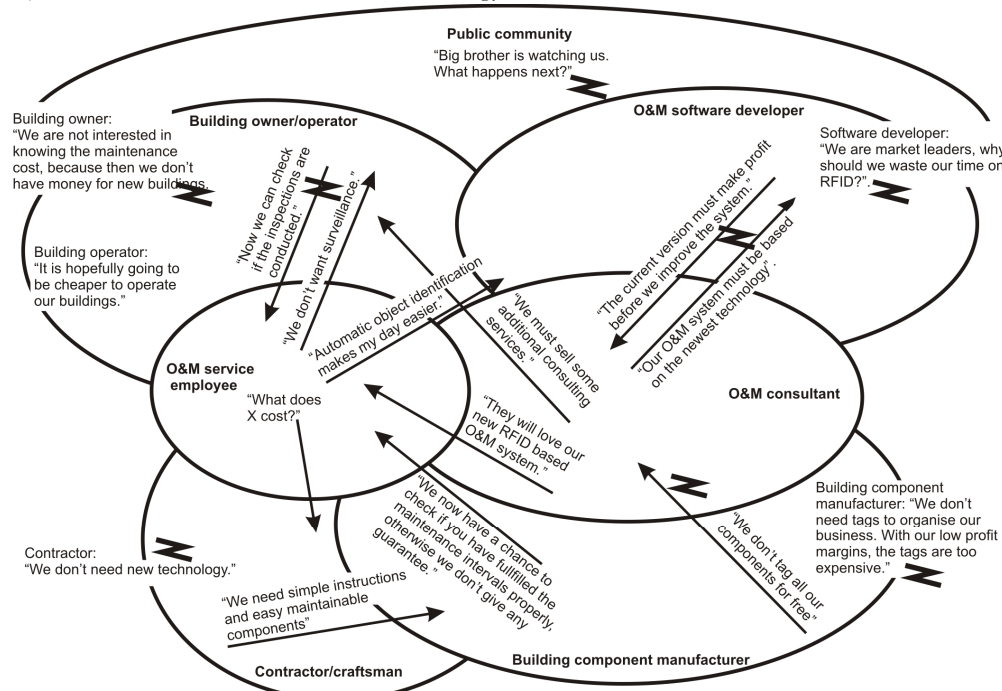 Public community
“Big brother is watching us.
What happens next?”
Building owner:
“We are not interested in
knowing the maintenance
cost, because then we don’t
have money for new buildings.
Building owner/operator
O&M software developer
Software developer:
“We are market leaders, why
should we waste our time on
RFID?”.
“Now we can check
if the inspections are
conducted.”
“We don’t want surveillance.”
“The current version must make profit
before we improve the system.”
“Our O&M system must be based
on the newest technology”.
Building operator:
“It is hopefully going to
be cheaper to operate
our buildings.”
“Automatic object identification
makes my day easier.”
“We must sell some
additional consulting
services.”
O&M service
employee
“What does
X cost?”
O&M consultant
“They will love our
new RFID based
O&M system.”
“We now have a chance to
check if you have fulfilled the
maintenance intervals properly,
otherwise we don’t give any
guarantee.”
“We don’t tag all our
components for free”
Building component
manufacturer: “We don’t
need tags to organise our
business. With our low profit
margins, the tags are too
expensive.”
Contractor:
“We don’t need new technology.”
“We need simple instructions
and easy maintainable
components”
Contractor/craftsman
Building component manufacturer